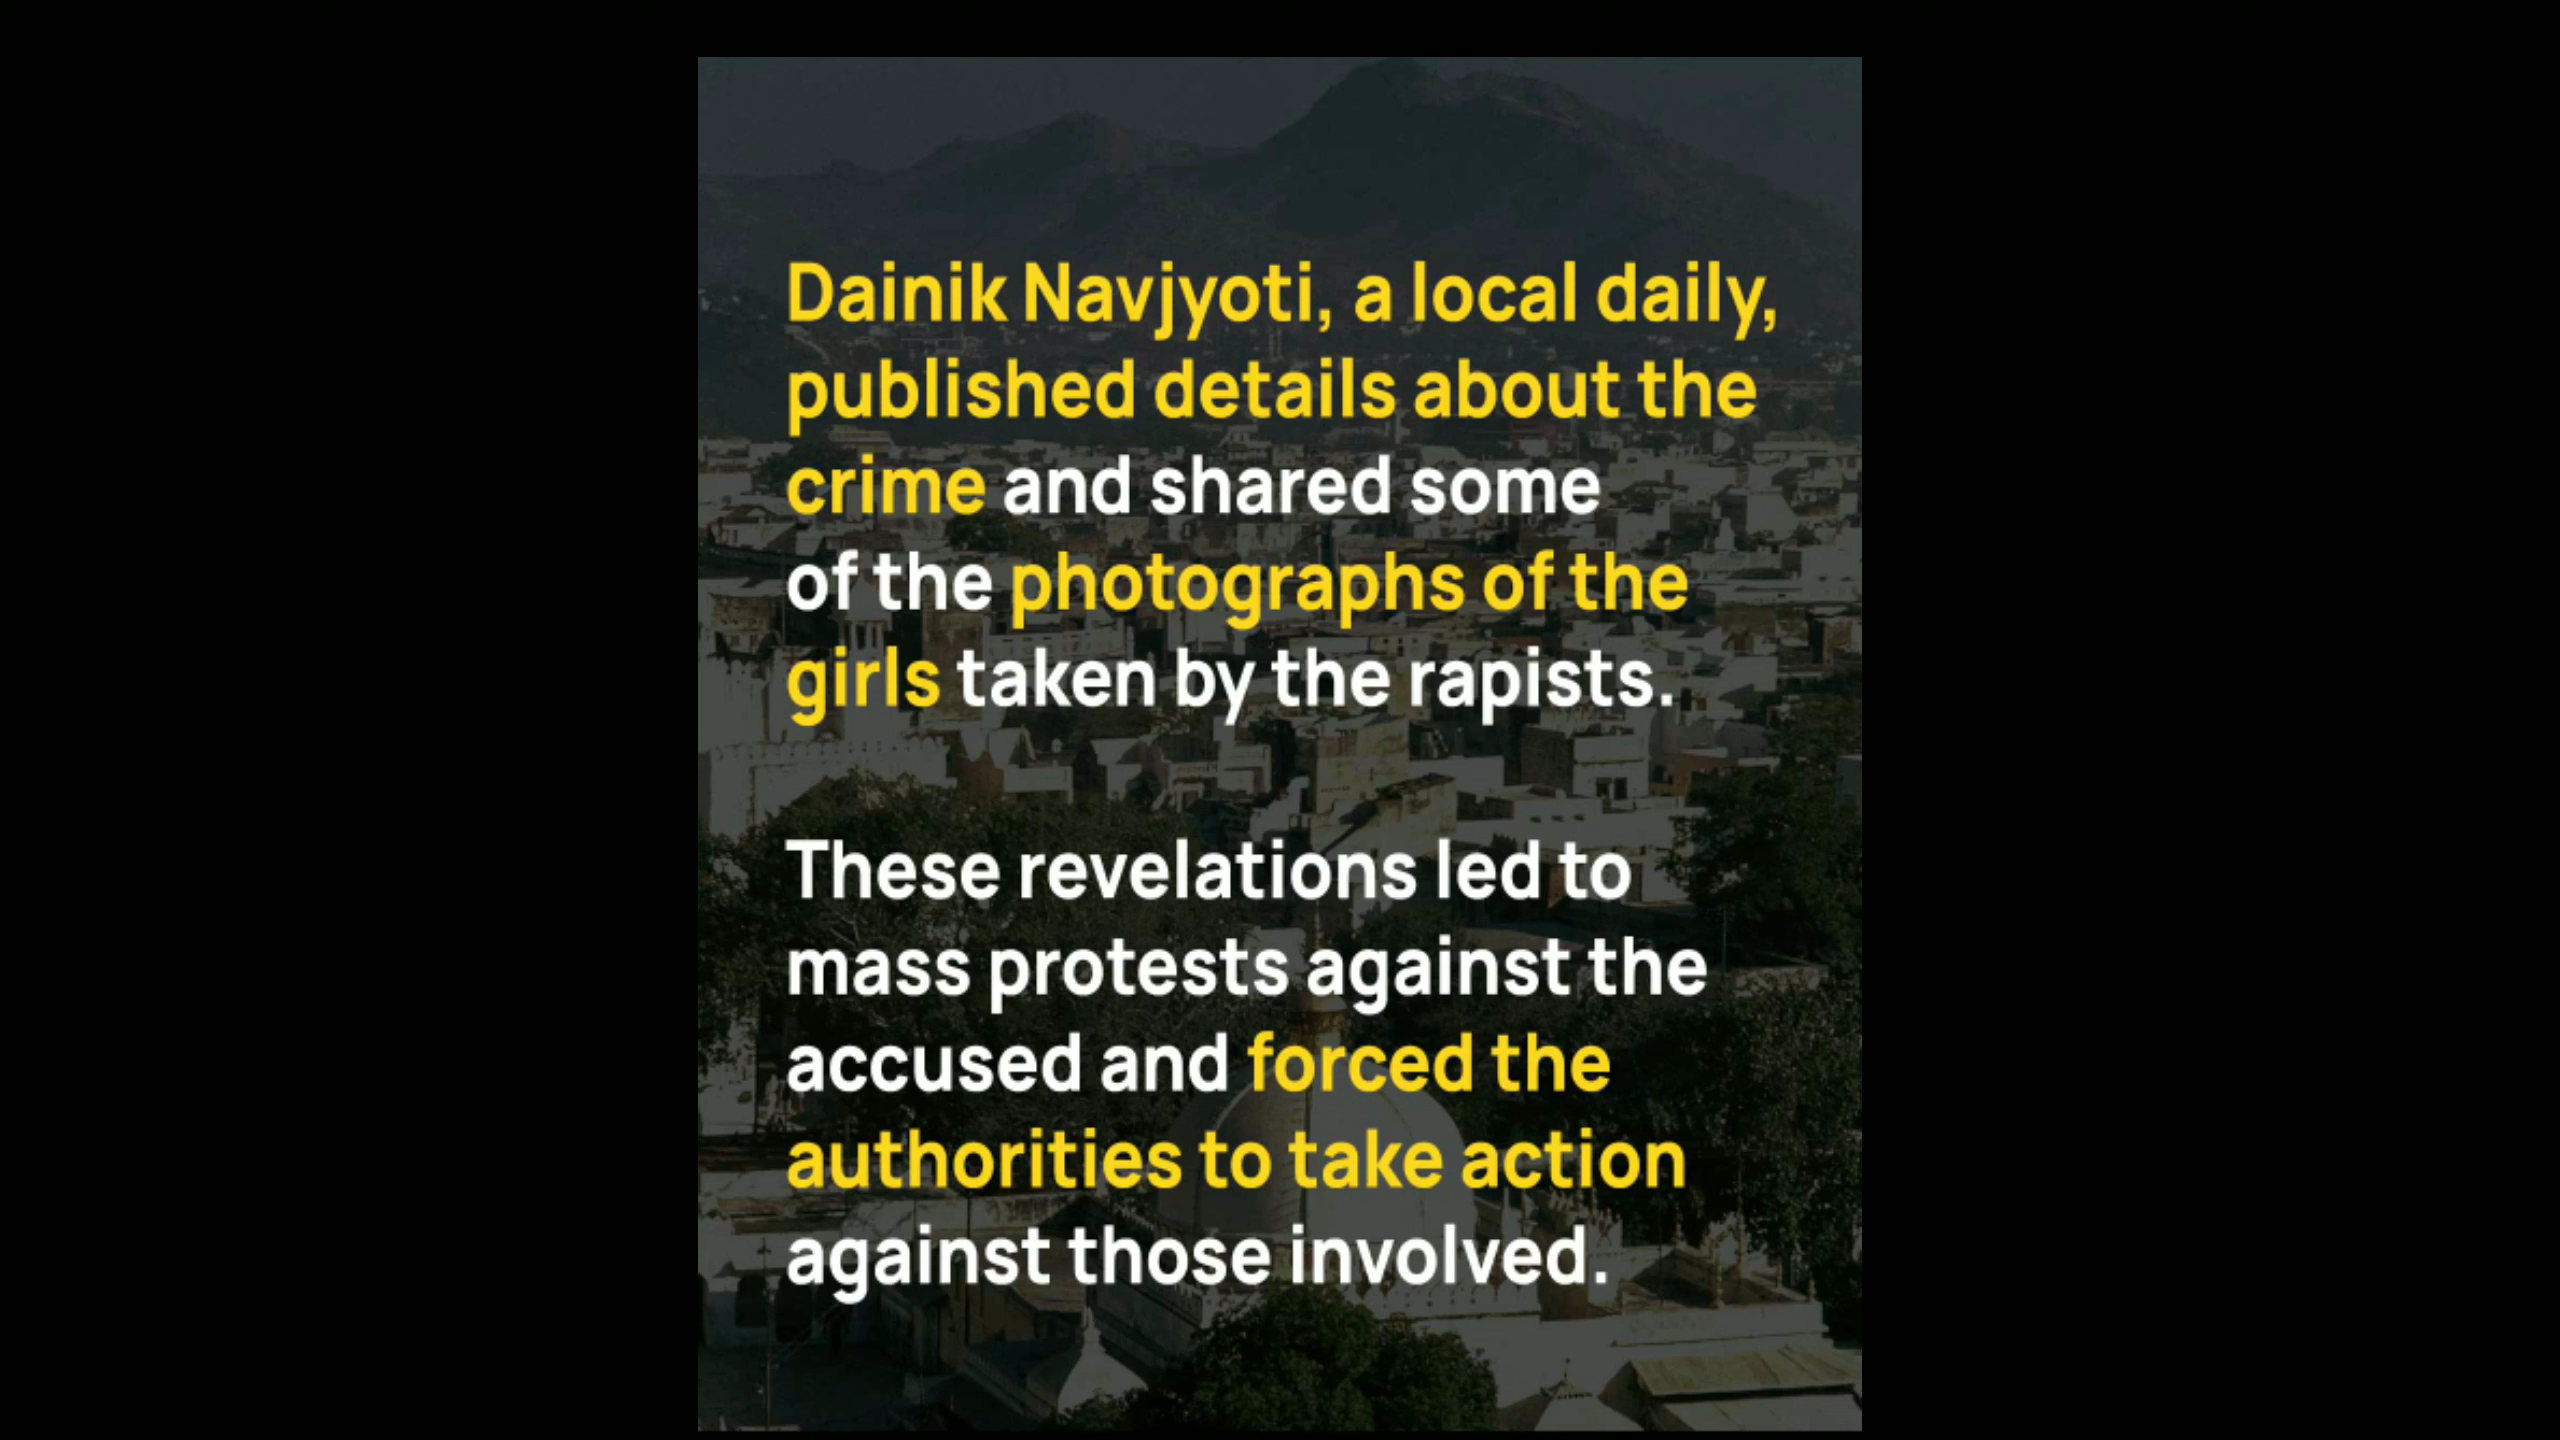 Dainik Navjyoti, a local daily,
published details about the
crime and shared some
of the photographs of the
girls taken by the rapists.
These revelations led to
mass protests against the
accused and forced the
authorities to take action
against those involved.